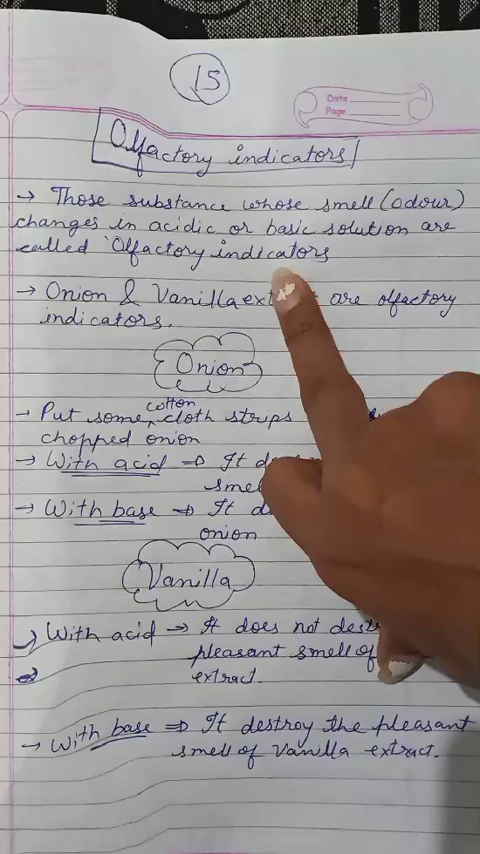 15
Date
Page
Olfactory indicators
→ Those substance whose smell (odour)
changes in acidic or basic solution are
called Olfactory indicators
→ Onion & Vanilla are olfactory
indicators.
Onion
cotton
→ Put some cloth strips
chopped onion
→ With acid ⇒ It
smell
→ With base ⇒ It
onion
Vanilla
With acid → It does not
pleasant smell of
extract.
→ With base ⇒ It destroy the pleasant
smell of Vanilla extract.